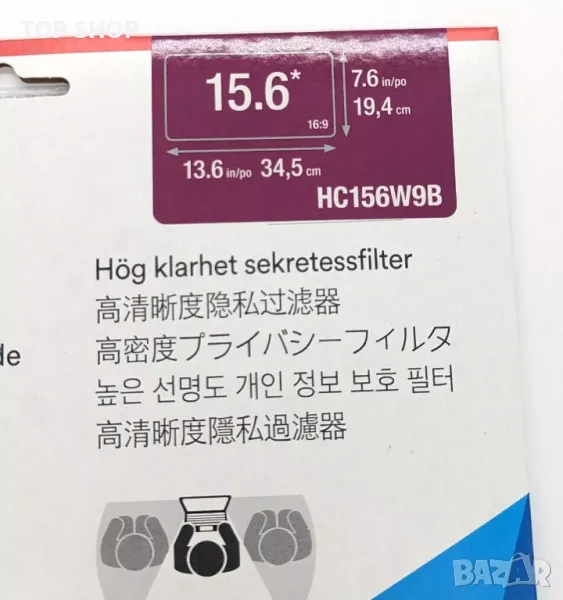 TOP SHOP
15.6*
16:9
7.6 in/po
19,4 cm
13.6 in/po 34,5 cm
HC156W9B
Hög klarhet sekretessfilter
高清晰度隐私过滤器
高密度プライバシーフィルタ
높은 선명도 개인 정보 보호 필터
高清晰度隱私過濾器
de
BAZAR